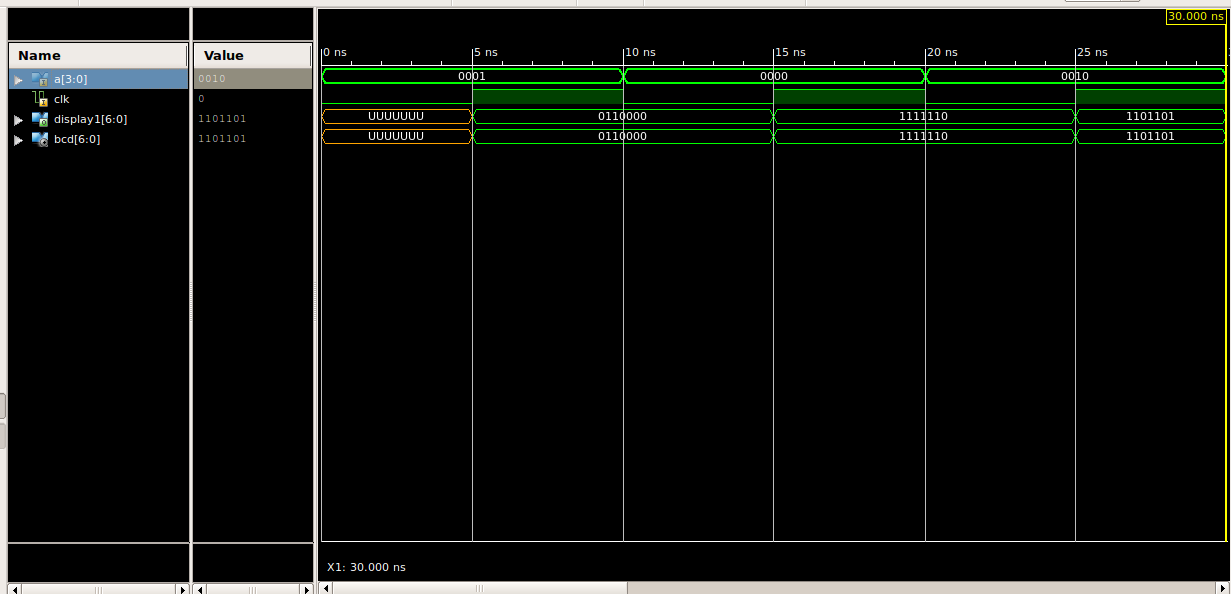 30.000 ns
Name Value
0 ns 5 ns 10 ns 15 ns 20 ns 25 ns
a[3:0] 0010 0001 0000 0010
clk 0
display1[6:0] 1101101 UUUUUUU 0110000 1111110 1101101
bcd[6:0] 1101101 UUUUUUU 0110000 1111110 1101101
X1: 30.000 ns